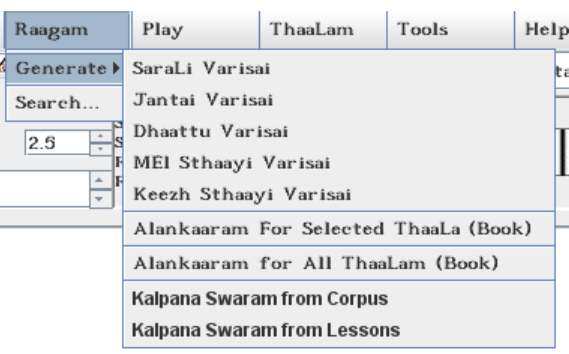 Raagam Play ThaaLam Tools Help
Generate SaraLi Varisai
Search... Jantai Varisai
Dhaattu Varisai
2.5
MEl Sthaayi Varisai
Keezh Sthaayi Varisai
Alankaaram For Selected ThaaLa (Book)
Alankaaram for All ThaaLam (Book)
Kalpana Swaram from Corpus
Kalpana Swaram from Lessons